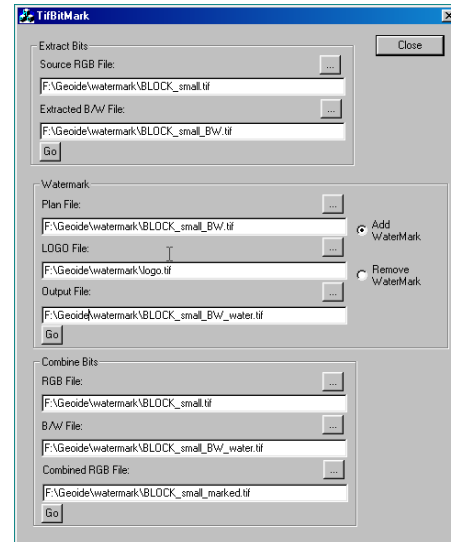 TifBitMark
Extract Bits
Close
Source RGB File:
...
F:\Geoide\watermark\BLOCK_small.tif
Extracted B/W File:
...
F:\Geoide\watermark\BLOCK_small_BW.tif
Go
Watermark
Plan File:
...
F:\Geoide\watermark\BLOCK_small_BW.tif
Add
WaterMark
LOGO File:
...
F:\Geoide\watermark\logo.tif
Remove
WaterMark
Output File:
...
F:\Geoide\watermark\BLOCK_small_BW_water.tif
Go
Combine Bits
RGB File:
...
F:\Geoide\watermark\BLOCK_small.tif
B/W File:
...
F:\Geoide\watermark\BLOCK_small_BW_water.tif
Combined RGB File:
...
F:\Geoide\watermark\BLOCK_small_marked.tif
Go